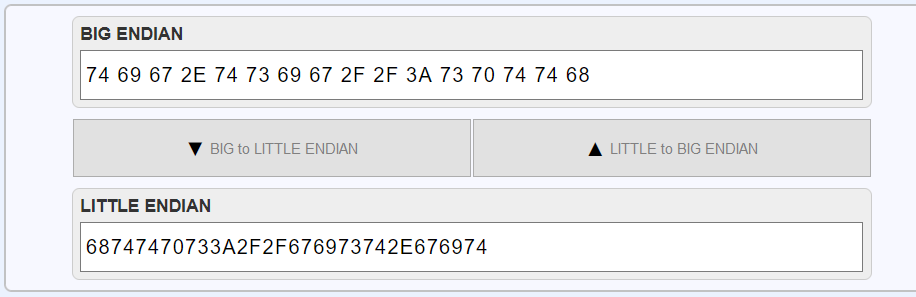 BIG ENDIAN
74 69 67 2E 74 73 69 67 2F 2F 3A 73 70 74 74 68
▼ BIG to LITTLE ENDIAN ▲ LITTLE to BIG ENDIAN
LITTLE ENDIAN
68747470733A2F2F676973742E676974